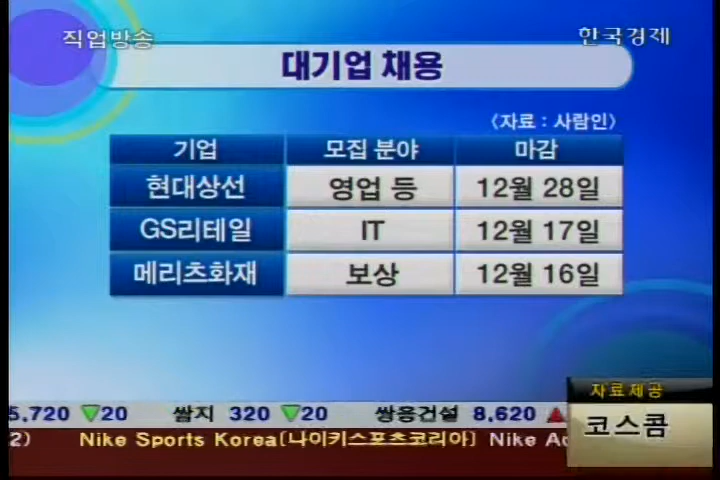 직업방송 한국경제
대기업 채용
<자료 : 사람인>
기업 모집 분야 마감
현대상선 영업 등 12월 28일
GS리테일 IT 12월 17일
메리츠화재 보상 12월 16일
자료제공
5,720 ▽20 쌈지 320 ▽20 쌍용건설 8,620 ▲
코스콤
2) Nike Sports Korea[나이키스포츠코리아] Nike Ad